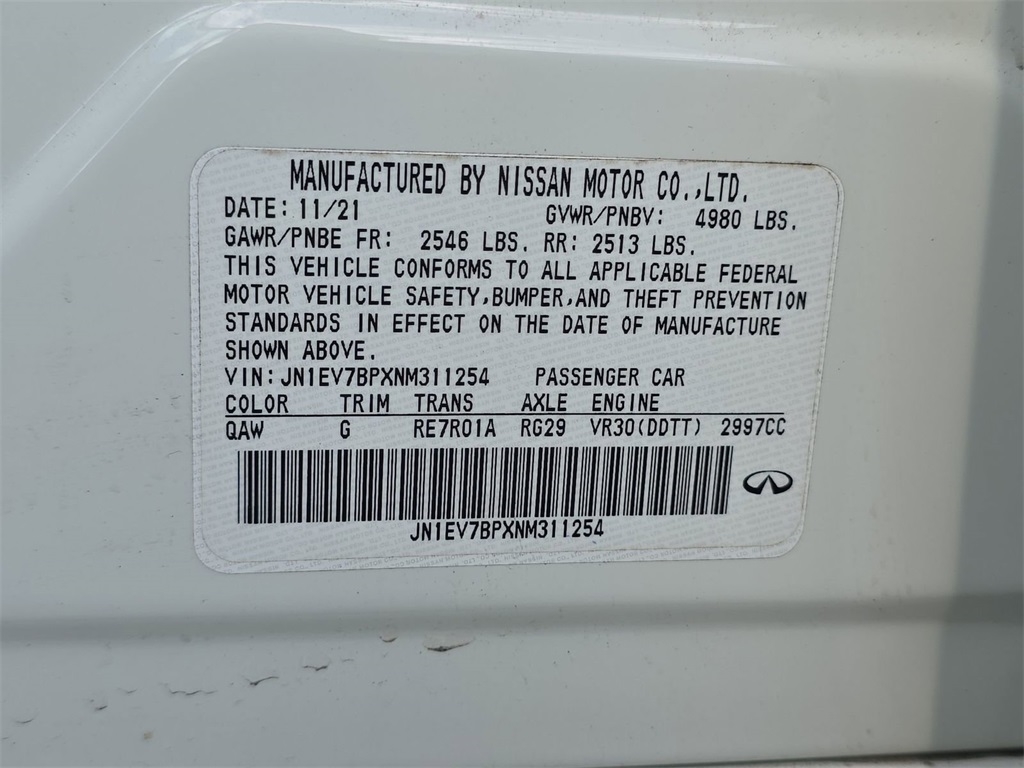 MANUFACTURED BY NISSAN MOTOR CO.,LTD.
DATE: 11/21 GVWR/PNBV: 4980 LBS.
GAWR/PNBE FR: 2546 LBS. RR: 2513 LBS.
THIS VEHICLE CONFORMS TO ALL APPLICABLE FEDERAL
MOTOR VEHICLE SAFETY,BUMPER,AND THEFT PREVENTION
STANDARDS IN EFFECT ON THE DATE OF MANUFACTURE
SHOWN ABOVE.
VIN: JN1EV7BPXNM311254 PASSENGER CAR
COLOR TRIM TRANS AXLE ENGINE
QAW G RE7R01A RG29 VR30(DDTT) 2997CC
JN1EV7BPXNM311254